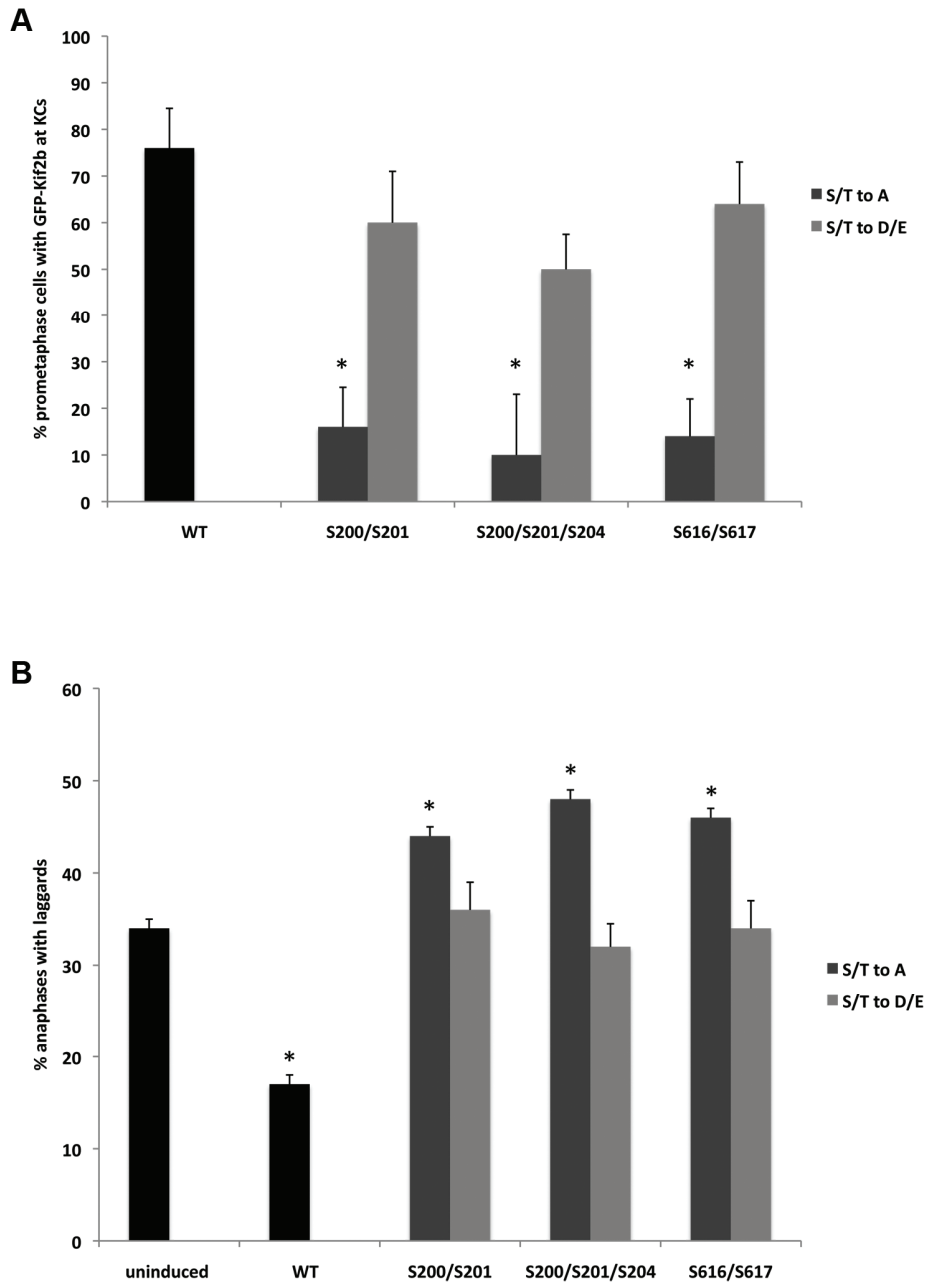 A
% prometaphase cells with GFP-Kif2b at KCs
100
90
80
70
60
50
40
30
20
10
0
* * *
WT S200/S201 S200/S201/S204 S616/S617
S/T to A
S/T to D/E
B
% anaphases with laggards
60
50
40
30
20
10
0
* * * *
uninduced WT S200/S201 S200/S201/S204 S616/S617
S/T to A
S/T to D/E